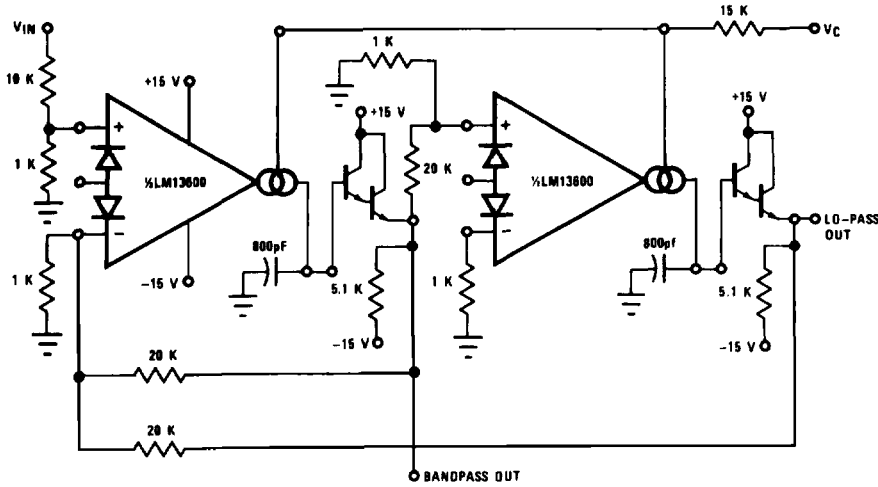 VIN
10 K
+15 V
1 K
½LM13600
-15 V
1 K
800pF
+15 V
5.1 K
-15 V
1 K
20 K
½LM13600
1 K
15 K
VC
+15 V
800pf
LO-PASS
OUT
5.1 K
-15 V
20 K
20 K
BANDPASS OUT
+
−
+
−